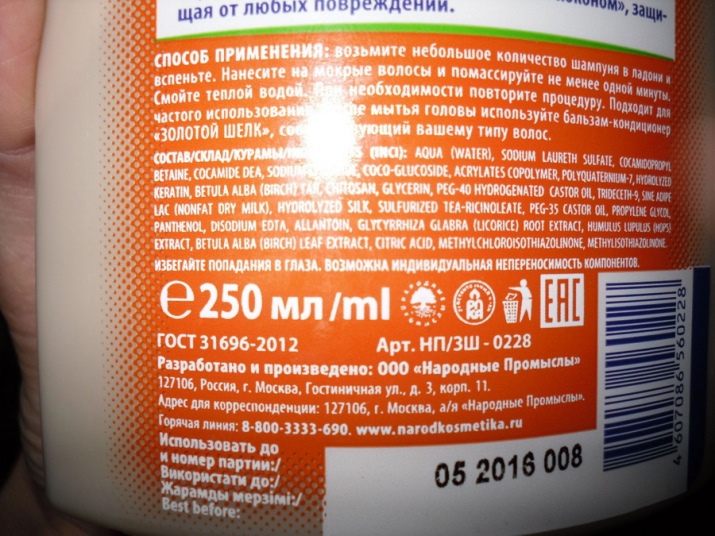 щая от любых повреждений.
СПОСОБ ПРИМЕНЕНИЯ: возьмите небольшое количество шампуня в ладони и
вспеньте. Нанесите на мокрые волосы и помассируйте не менее одной минуты.
Смойте теплой водой. При необходимости повторите процедуру. Подходит для
частого мытья головы используйте бальзам-кондиционер
«ЗОЛОТОЙ ШЕЛК», вашему типу волос.
СОСТАВ/СКЛАД/КУРАМЫ/ (INCI): AQUA (WATER), SODIUM LAURETH SULFATE, COCAMIDOPROPYL
BETAINE, COCAMIDE DEA, COCO-GLUCOSIDE, ACRYLATES COPOLYMER, POLYQUATERNIUM-7, HYDROLYZED
KERATIN, BETULA ALBA (BIRCH) TAR, CHITOSAN, GLYCERIN, PEG-40 HYDROGENATED CASTOR OIL, TRIDECETH-9, SINE ADIPE
LAC (NONFAT DRY MILK), HYDROLYZED SILK, SULFURIZED TEA-RICINOLEATE, PEG-35 CASTOR OIL, PROPYLENE GLYCOL,
PANTHENOL, DISODIUM EDTA, ALLANTOIN, GLYCYRRHIZA GLABRA (LICORICE) ROOT EXTRACT, HUMULUS LUPULUS (HOPS)
EXTRACT, BETULA ALBA (BIRCH) LEAF EXTRACT, CITRIC ACID, METHYLCHLOROISOTHIAZOLINONE, METHYLISOTHIAZOLINONE.
ИЗБЕГАЙТЕ ПОПАДАНИЯ В ГЛАЗА. ВОЗМОЖНА ИНДИВИДУАЛЬНАЯ НЕПЕРЕНОСИМОСТЬ КОМПОНЕНТОВ.
℮ 250 мл/ml EAC
ГОСТ 31696-2012 Арт. НП/ЗШ - 0228
Разработано и произведено: ООО «Народные Промыслы»
127106, Россия, г. Москва, Гостиничная ул., д. 3, корп. 11.
Адрес для корреспонденции: 127106, г. Москва, а/я «Народные Промыслы».
Горячая линия: 8-800-3333-690. www.narodkosmetika.ru
Использовать до
и номер партии:/
Використати до:/
Жарамды мерзімі:/
Best before:
05 2016 008
4607086560228